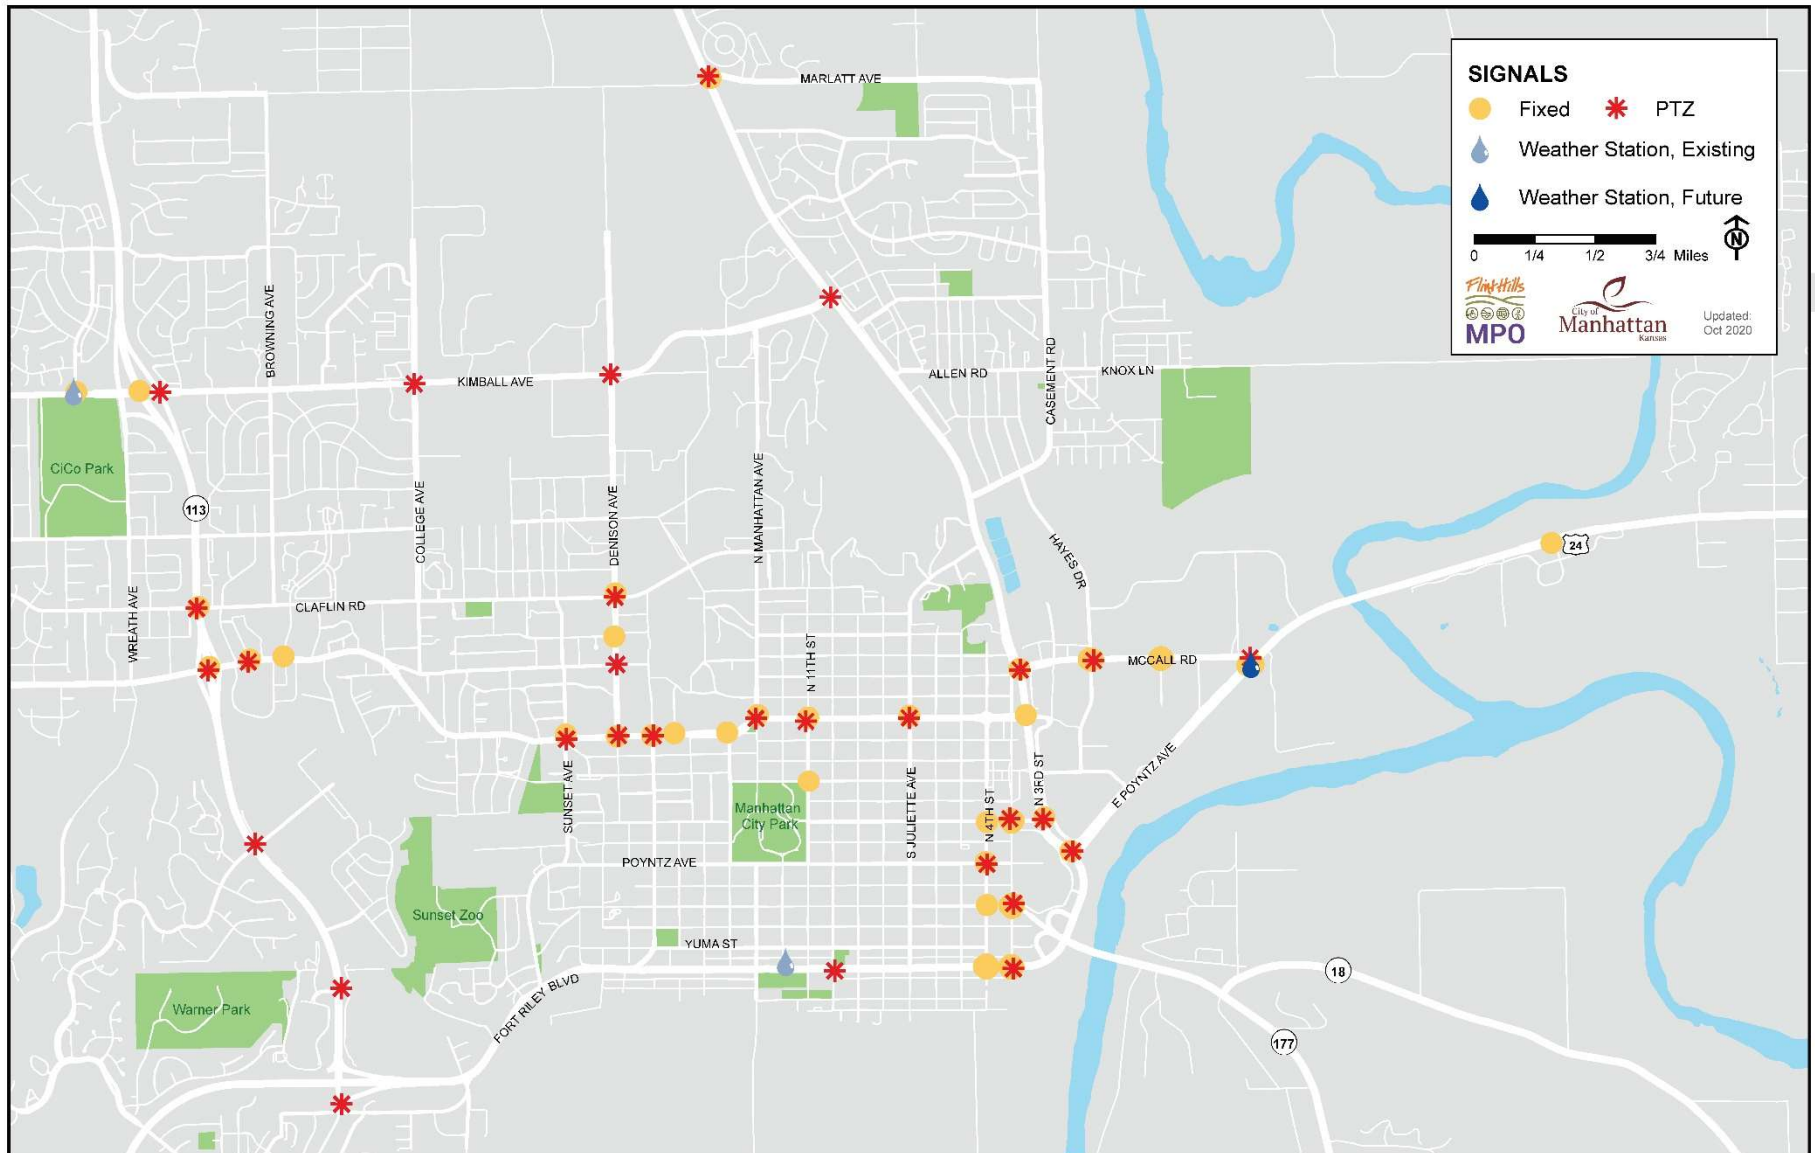 MARLATT AVE
SIGNALS
Fixed
PTZ
Weather Station, Existing
Weather Station, Future
N
0 1/4 1/2 3/4 Miles
Flint Hills
MPO
City of
Manhattan
Kansas
Updated:
Oct 2020
BROWNING AVE
KIMBALL AVE
ALLEN RD
CASEMENT RD
KNOX LN
CiCo Park
113
COLLEGE AVE
DENISON AVE
N MANHATTAN AVE
HAYES DR
24
WREATH AVE
CLAFLIN RD
N 11TH ST
MCCALL RD
SUNSET AVE
Manhattan
City Park
S JULIETTE AVE
N 4TH ST
N 3RD ST
E POYNTZ AVE
POYNTZ AVE
Sunset Zoo
YUMA ST
FORT RILEY BLVD
Warner Park
18
177